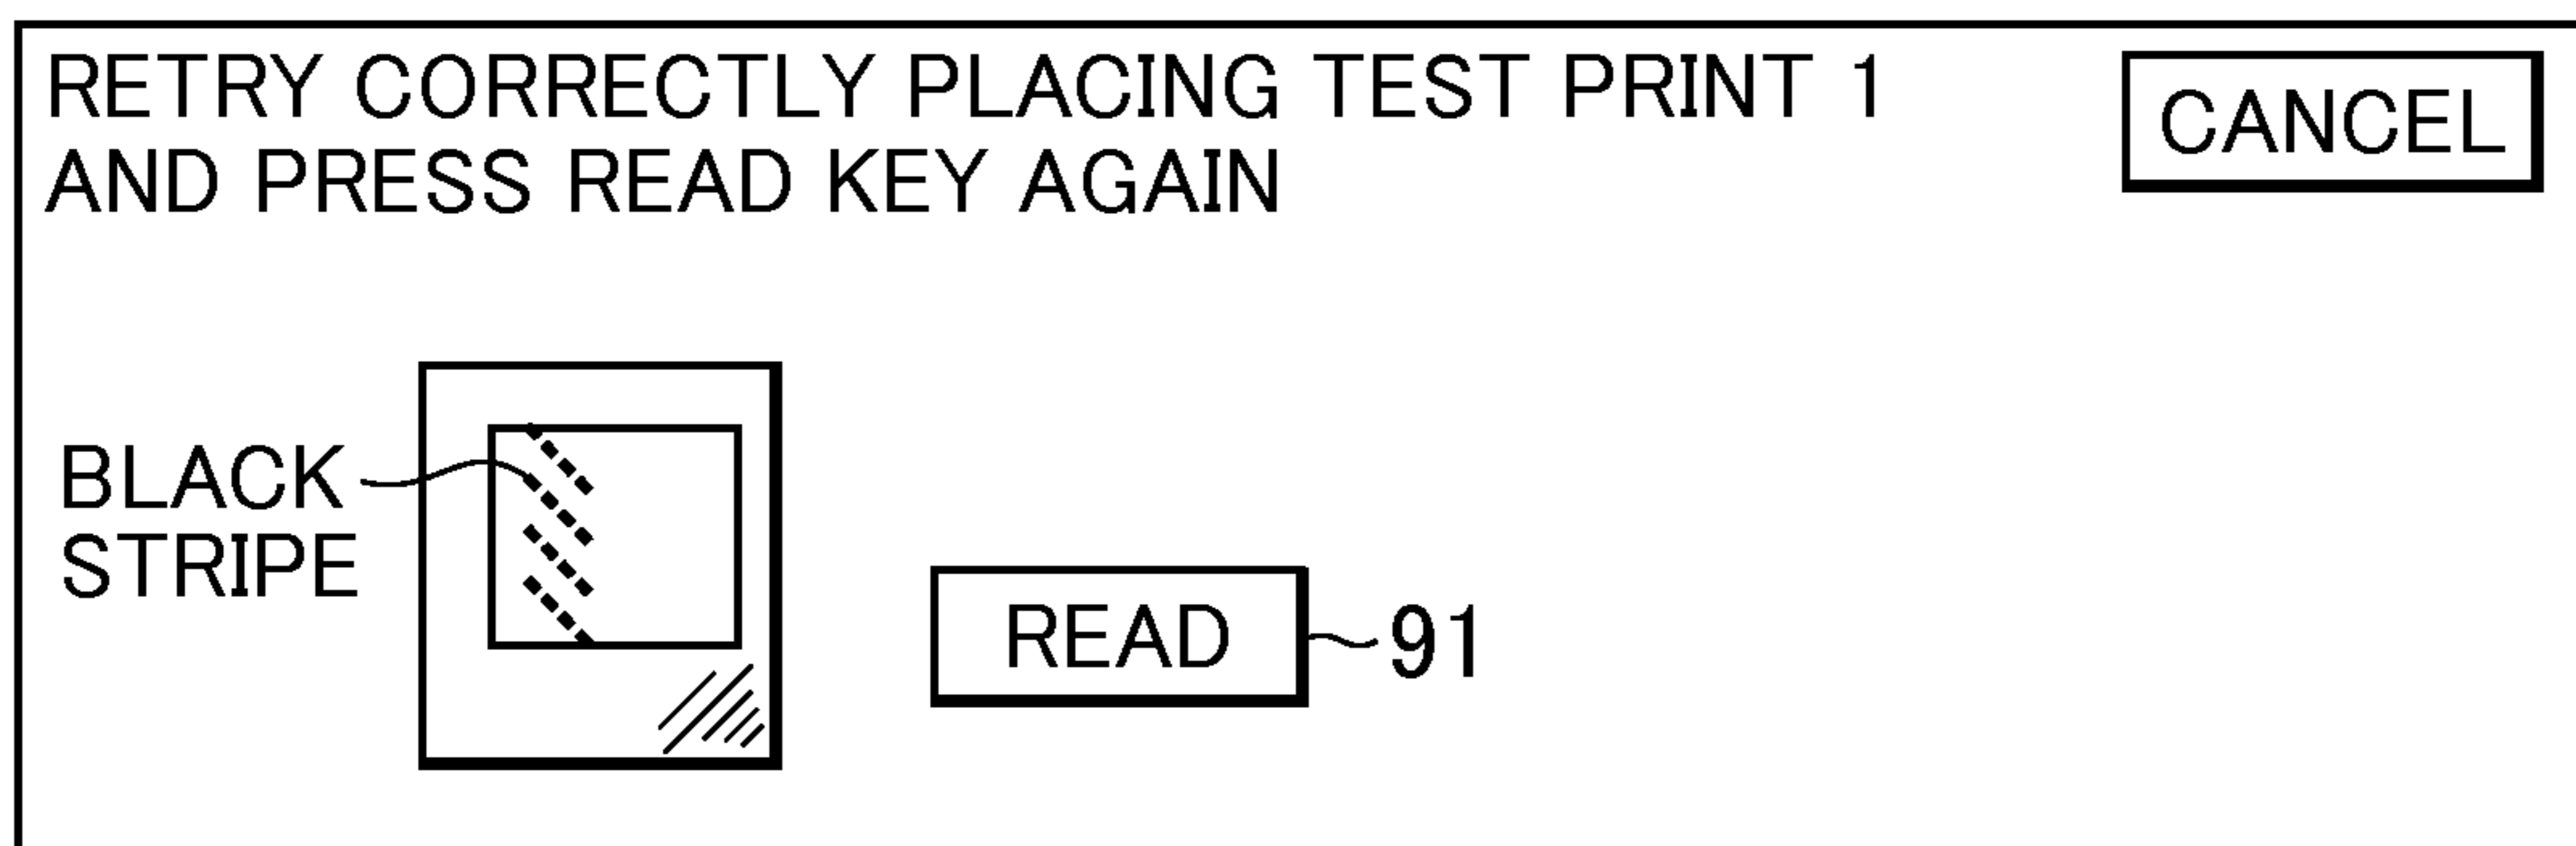 RETRY CORRECTLY PLACING TEST PRINT 1
AND PRESS READ KEY AGAIN
CANCEL
BLACK
STRIPE
READ
91